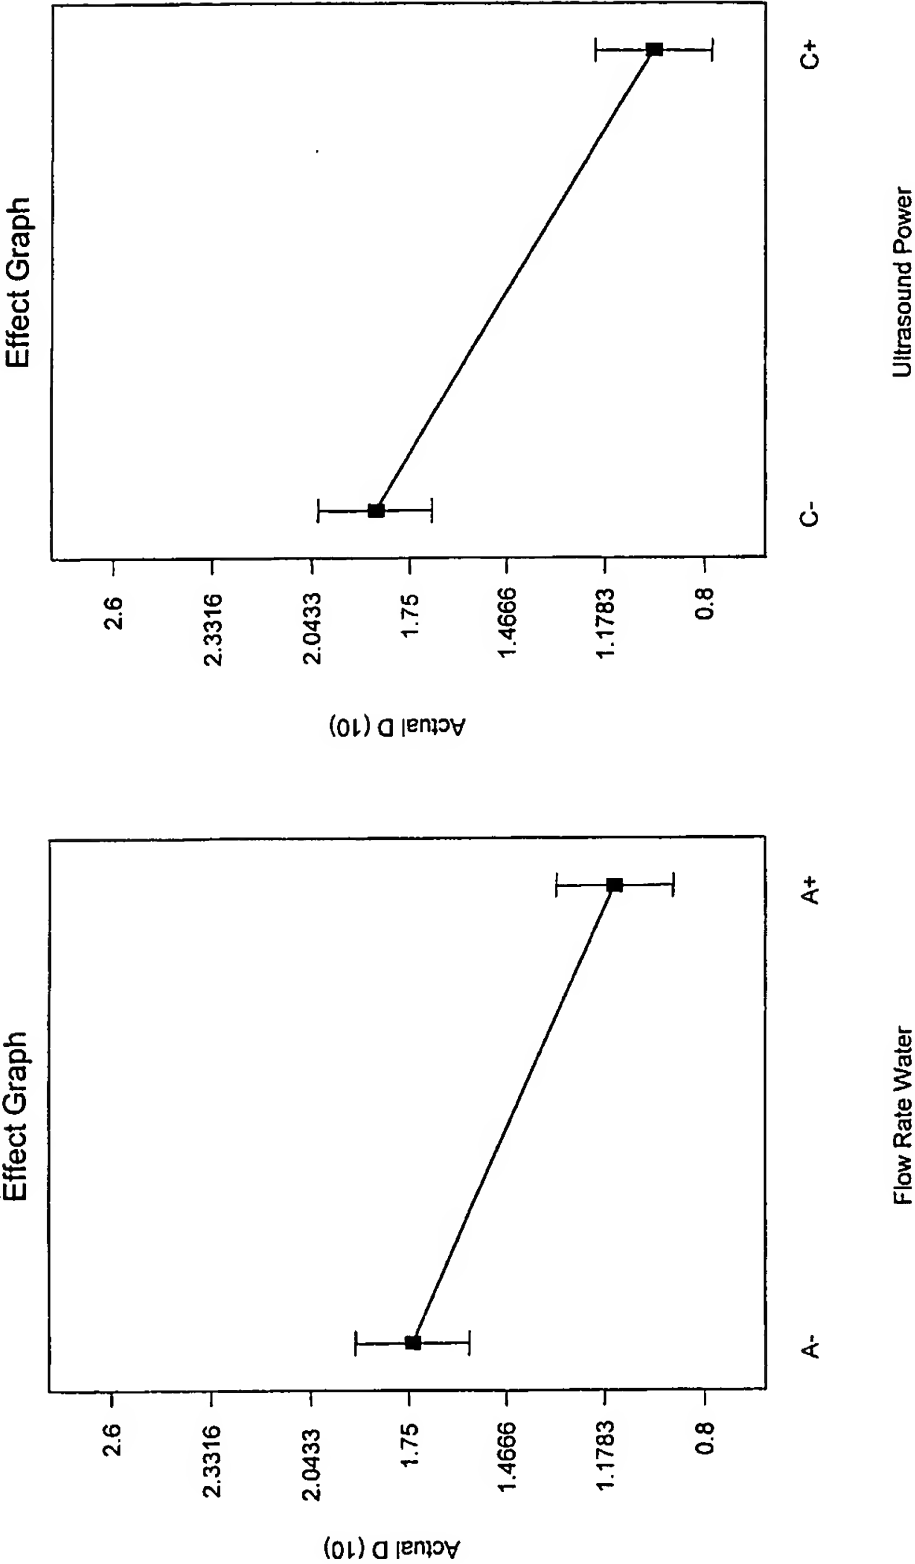 Effect Graph
2.6
2.3316
2.0433
1.75
1.4666
1.1783
0.8
Actual D (10)
A-
A+
Flow Rate Water
Effect Graph
2.6
2.3316
2.0433
1.75
1.4666
1.1783
0.8
Actual D (10)
C-
C+
Ultrasound Power